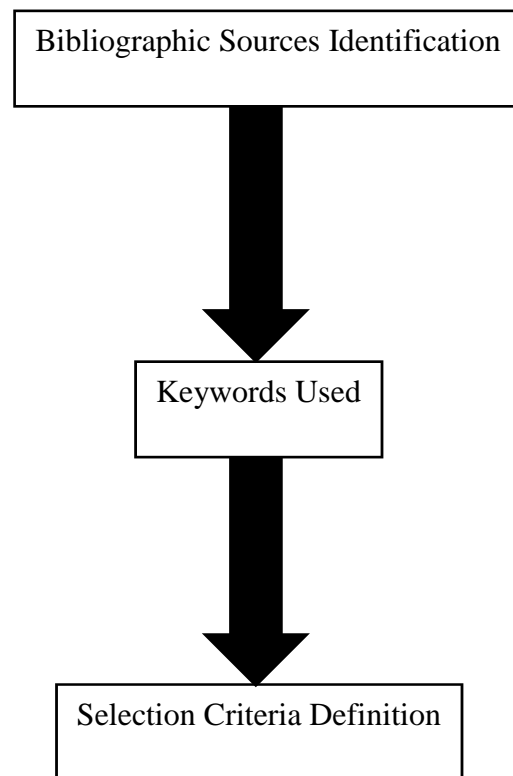 Bibliographic Sources Identification
Keywords Used
Selection Criteria Definition